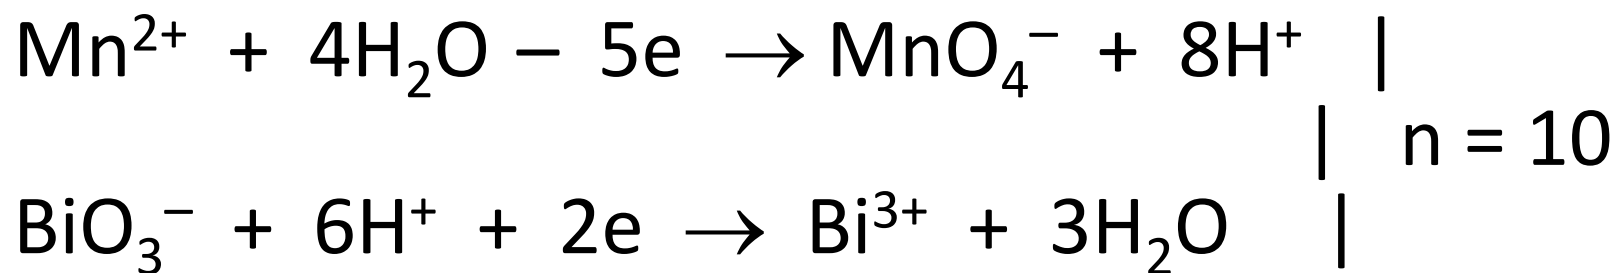 Mn²⁺ + 4H₂O – 5e → MnO₄⁻ + 8H⁺ |
| n = 10
BiO₃⁻ + 6H⁺ + 2e → Bi³⁺ + 3H₂O |